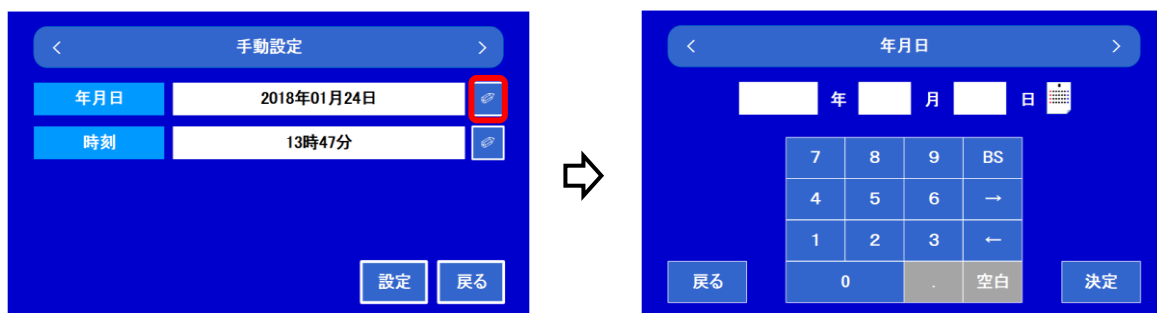 < 手動設定 >
年月日 2018年01月24日
時刻 13時47分
設定 戻る
< 年月日 >
年 月 日
7 8 9 BS
4 5 6 →
1 2 3 ←
戻る 0 . 空白 決定